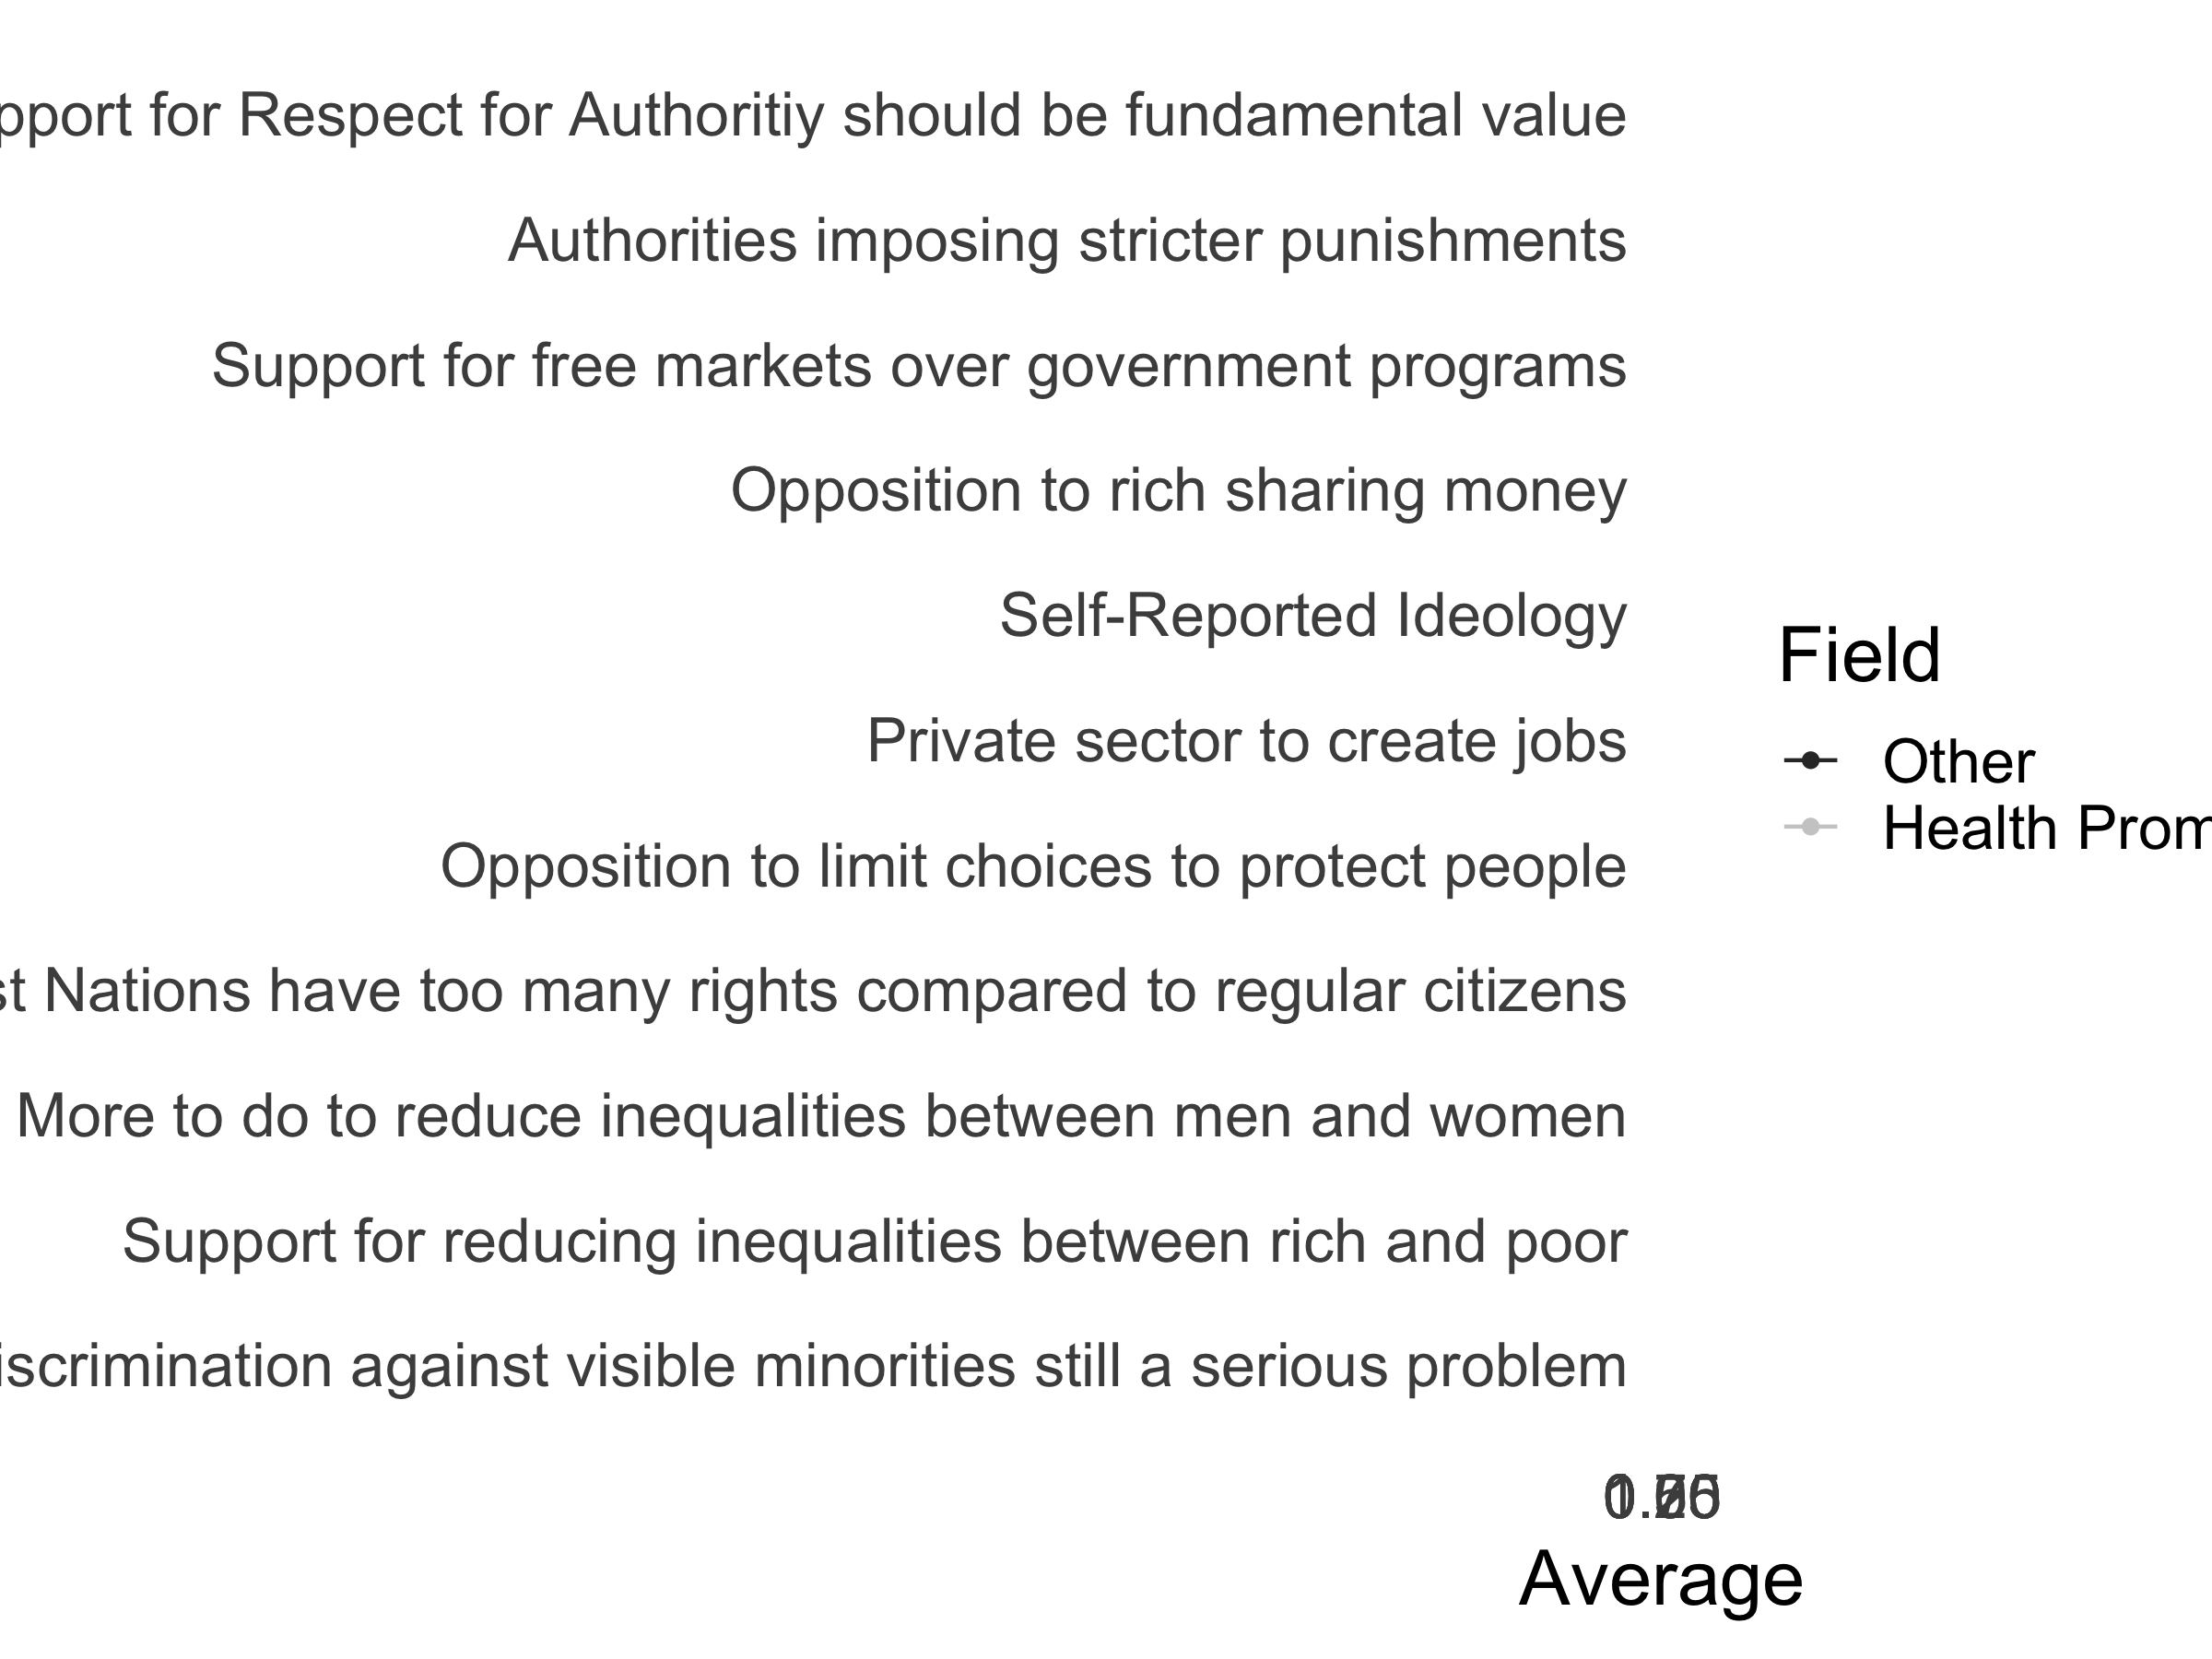 for Respect for Authoritiy should be fundamental value
Authorities imposing stricter punishments
Support for free markets over government programs
Opposition to rich sharing money
Self-Reported Ideology
Field
Private sector to create jobs
Other
Health
Opposition to limit choices to protect people
Nations have too many rights compared to regular citizens
More to do to reduce inequalities between men and women
Support for reducing inequalities between rich and poor
against visible minorities still a serious problem
Average